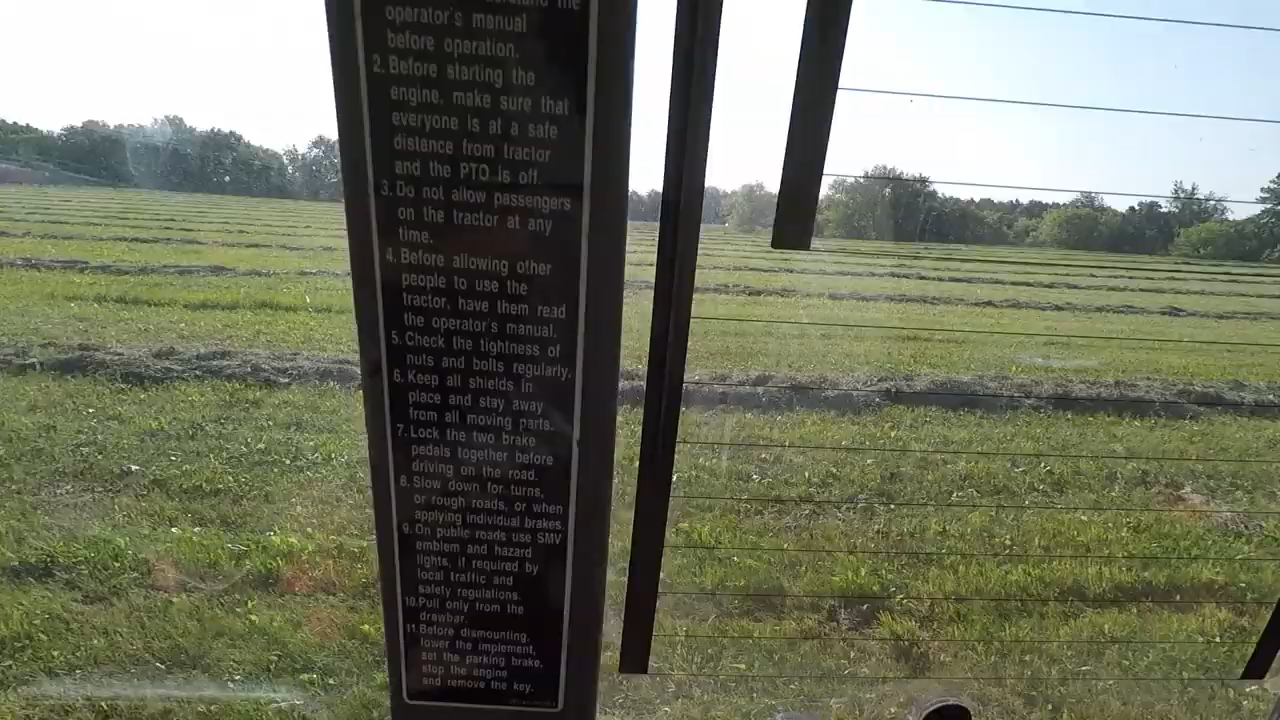 the
operator's manual
before operation.
2. Before starting the
engine, make sure that
everyone is at a safe
distance from tractor
and the PTO is off.
3. Do not allow passengers
on the tractor at any
time.
4. Before allowing other
people to use the
tractor, have them read
the operator's manual.
5. Check the tightness of
nuts and bolts regularly.
6. Keep all shields in
place and stay away
from all moving parts.
7. Lock the two brake
pedals together before
driving on the road.
8. Slow down for turns,
or rough roads, or when
applying individual brakes.
9. On public roads use SMV
emblem and hazard
lights, if required by
local traffic and
safety regulations.
10. Pull only from the
drawbar.
11. Before dismounting,
lower the implement,
set the parking brake,
stop the engine
and remove the key.